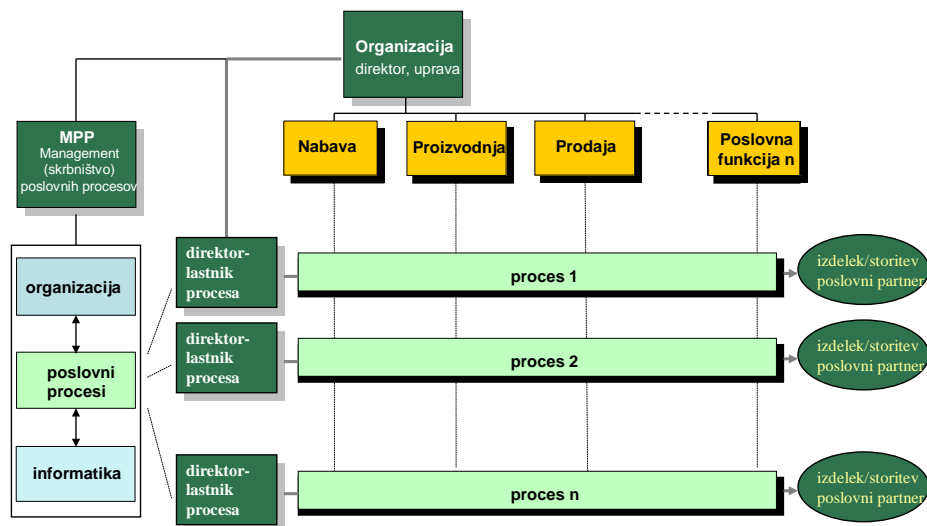 Organizacija
direktor, uprava
MPP
Management
(skrbništvo)
poslovnih procesov
Nabava
Proizvodnja
Prodaja
Poslovna
funkcija n
organizacija
poslovni
procesi
informatika
direktor-
lastnik
procesa
proces 1
izdelek/storitev
poslovni partner
direktor-
lastnik
procesa
proces 2
izdelek/storitev
poslovni partner
direktor-
lastnik
procesa
proces n
izdelek/storitev
poslovni partner